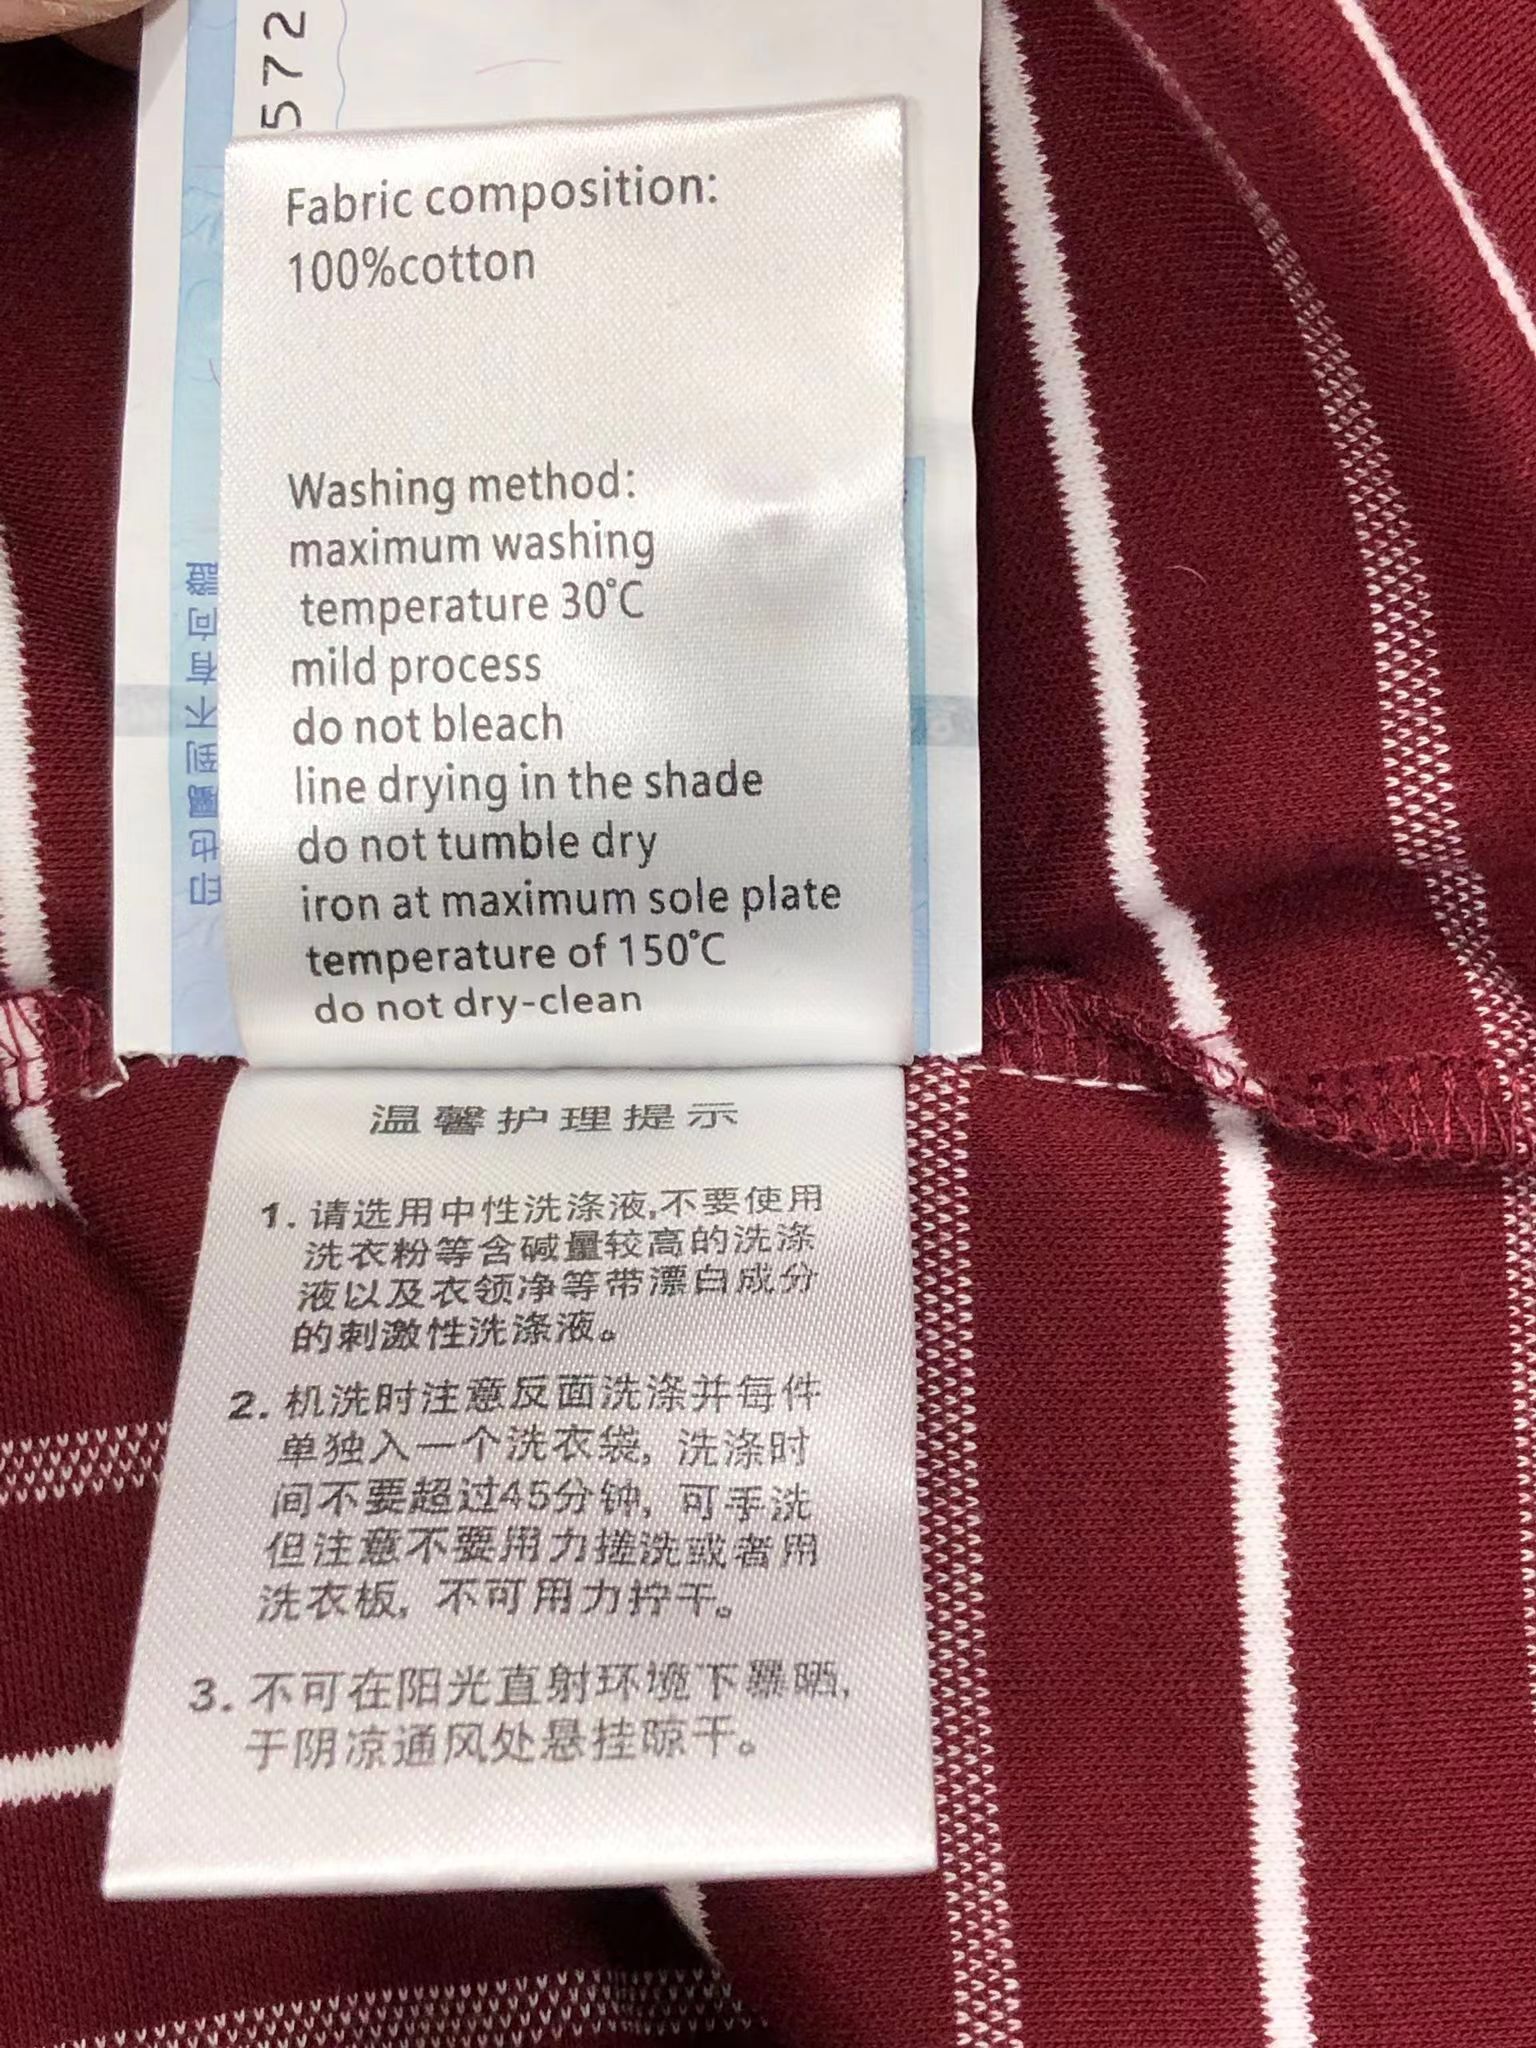 572
Fabric composition:
100%cotton
Washing method:
maximum washing
temperature 30°C
mild process
do not bleach
line drying in the shade
do not tumble dry
iron at maximum sole plate
temperature of 150°C
do not dry-clean
温馨护理提示
1. 请选用中性洗涤液,不要使用
洗衣粉等含碱量较高的洗涤
液以及衣领净等带漂白成分
的刺激性洗涤液。
2. 机洗时注意反面洗涤并每件
单独入一个洗衣袋, 洗涤时
间不要超过45分钟, 可手洗
但注意不要用力搓洗或者用
洗衣板, 不可用力拧干。
3. 不可在阳光直射环境下暴晒,
于阴凉通风处悬挂晾干。